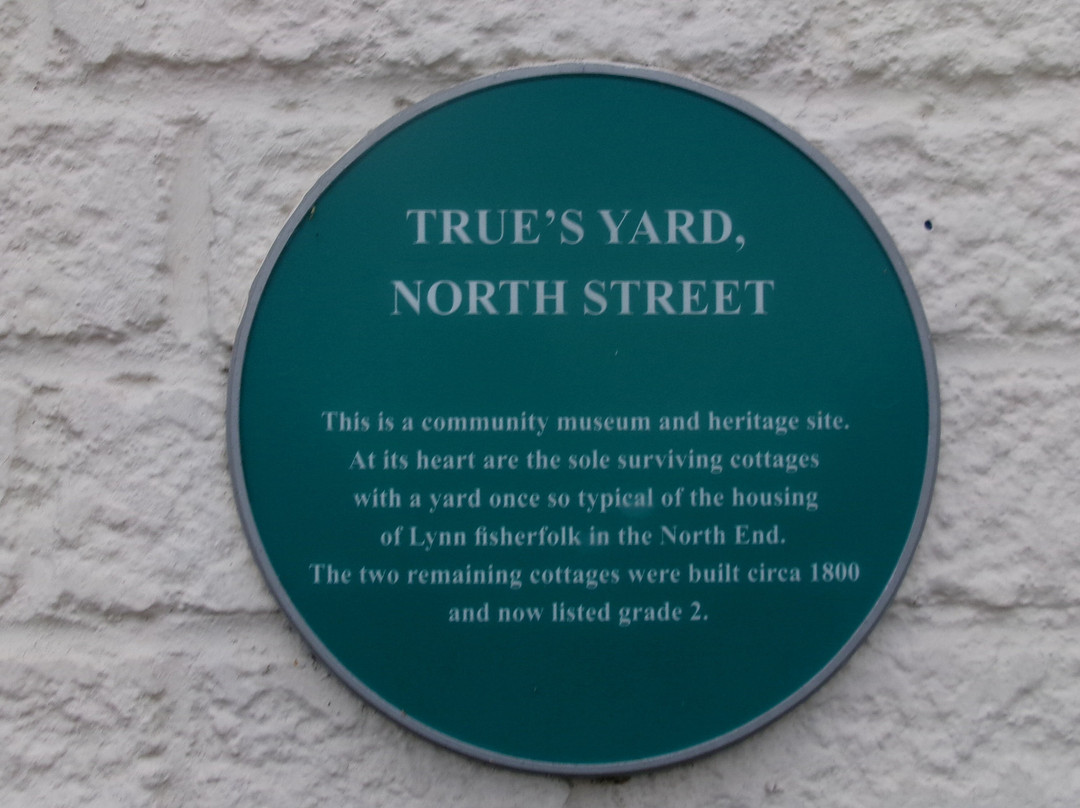 TRUE'S YARD,
NORTH STREET
This is a community museum and heritage site.
At its heart are the sole surviving cottages
with a yard once so typical of the housing
of Lynn fisherfolk in the North End.
The two remaining cottages were built circa 1800
and now listed grade 2.